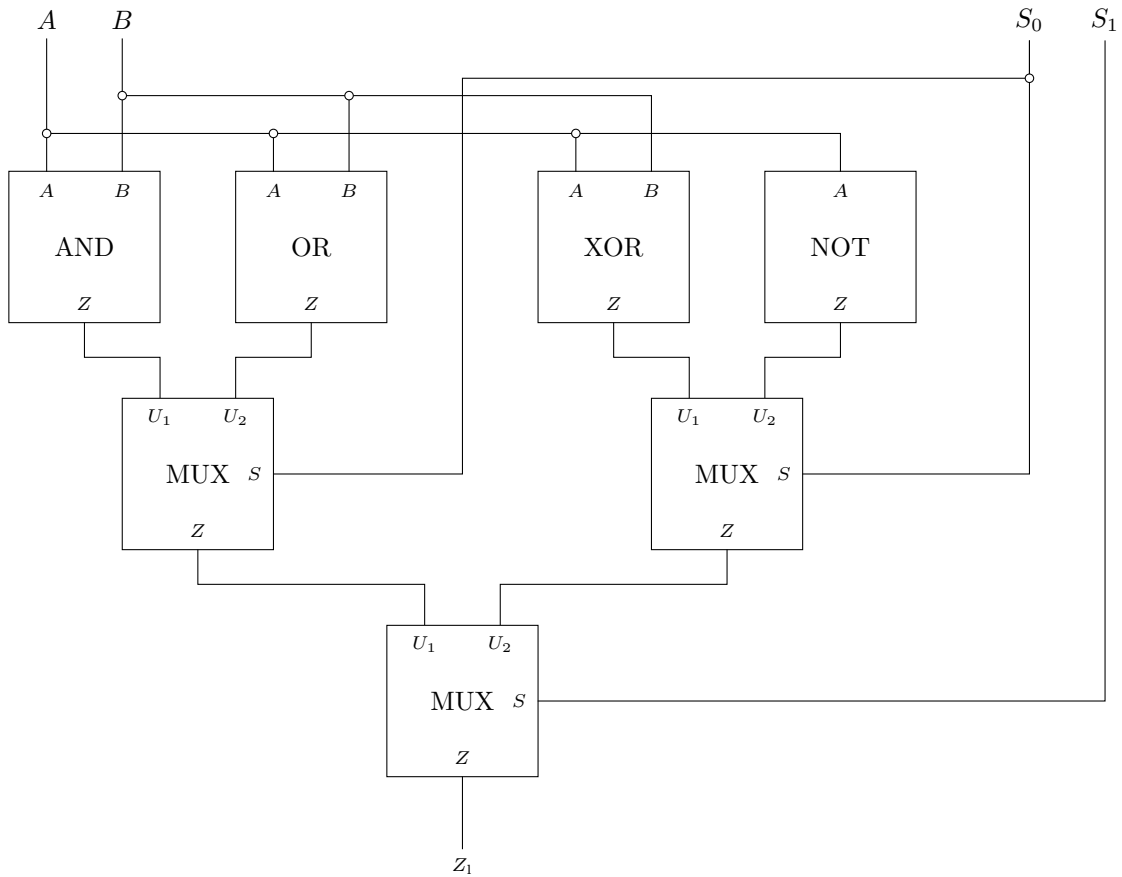 A B S₀ S₁
A B A B A B A
AND OR XOR NOT
Z Z Z Z
U₁ U₂ U₁ U₂
MUX S MUX S
Z Z
U₁ U₂
MUX S
Z
Z₁